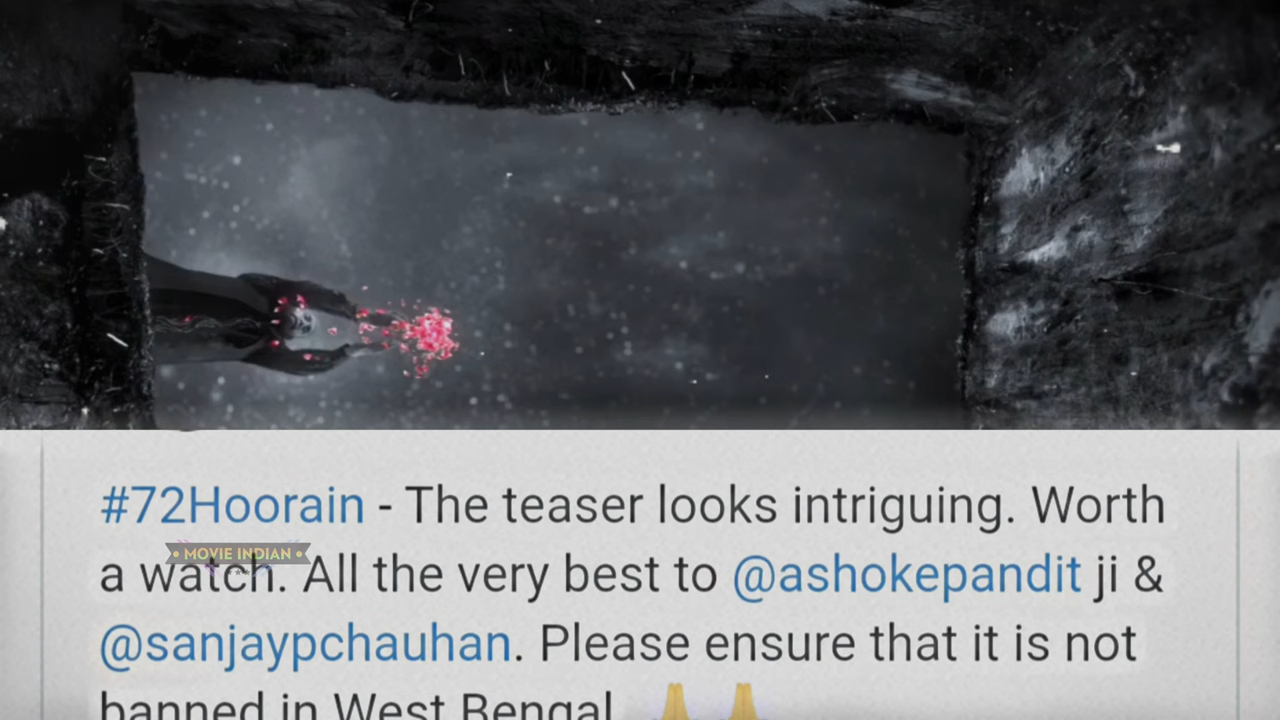 #72Hoorain - The teaser looks intriguing. Worth
• MOVIE INDIAN •
a watch. All the very best to @ashokepandit ji &
@sanjaypchauhan. Please ensure that it is not
banned in West Bengal. 🙏 🙏